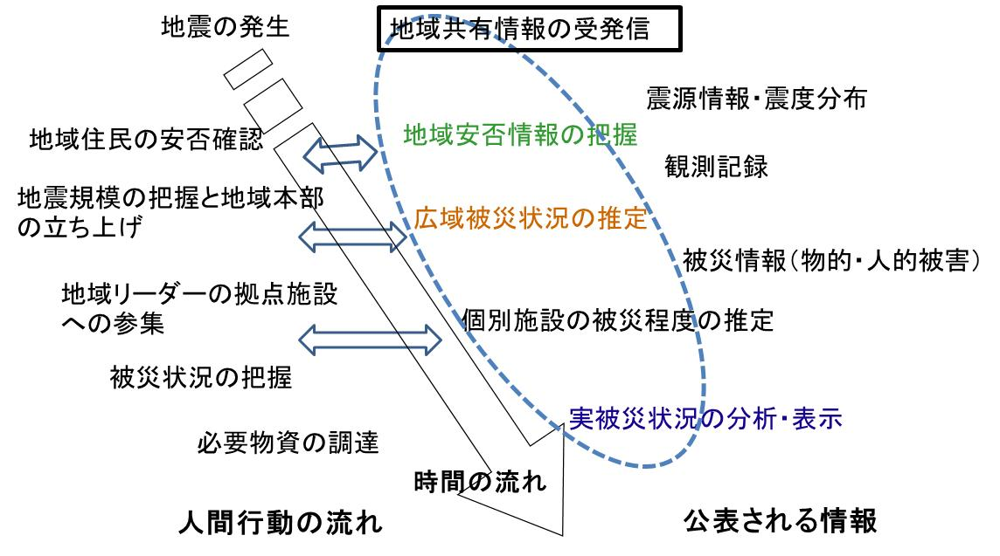 地震の発生
地域共有情報の受発信
震源情報・震度分布
地域住民の安否確認
地域安否情報の把握
観測記録
地震規模の把握と地域本部
の立ち上げ
広域被災状況の推定
被災情報(物的・人的被害)
地域リーダーの拠点施設
への参集
個別施設の被災程度の推定
被災状況の把握
実被災状況の分析・表示
必要物資の調達
時間の流れ
人間行動の流れ
公表される情報